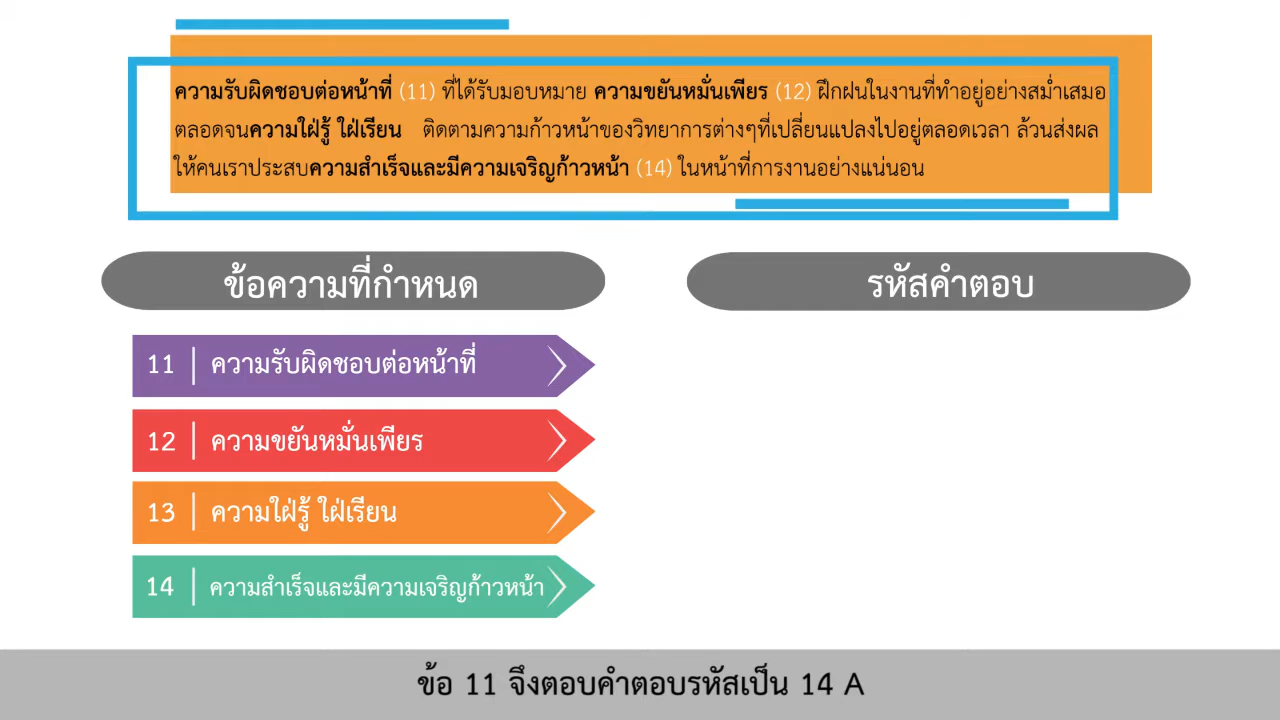 ความรับผิดชอบต่อหน้าที่ (11) ที่ได้รับมอบหมาย ความขยันหมั่นเพียร (12) ฝึกฝนในงานที่ทำอยู่อย่างสม่ำเสมอ
ตลอดจนความใฝ่รู้ ใฝ่เรียน ติดตามความก้าวหน้าของวิทยาการต่างๆที่เปลี่ยนแปลงไปอยู่ตลอดเวลา ล้วนส่งผล
ให้คนเราประสบความสำเร็จและมีความเจริญก้าวหน้า (14) ในหน้าที่การงานอย่างแน่นอน
ข้อความที่กำหนด
รหัสคำตอบ
11 ความรับผิดชอบต่อหน้าที่
12 ความขยันหมั่นเพียร
13 ความใฝ่รู้ ใฝ่เรียน
14 ความสำเร็จและมีความเจริญก้าวหน้า
ข้อ 11 จึงตอบคำตอบรหัสเป็น 14 A